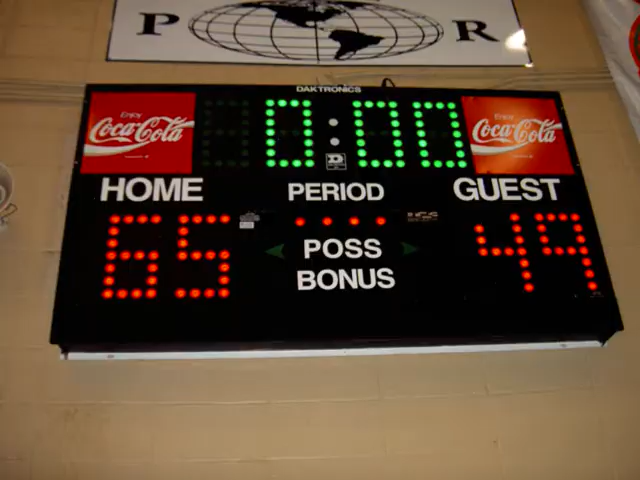 P R
DAKTRONICS
Enjoy Coca-Cola 0:00 Enjoy Coca-Cola
HOME PERIOD GUEST
65 49
POSS
BONUS